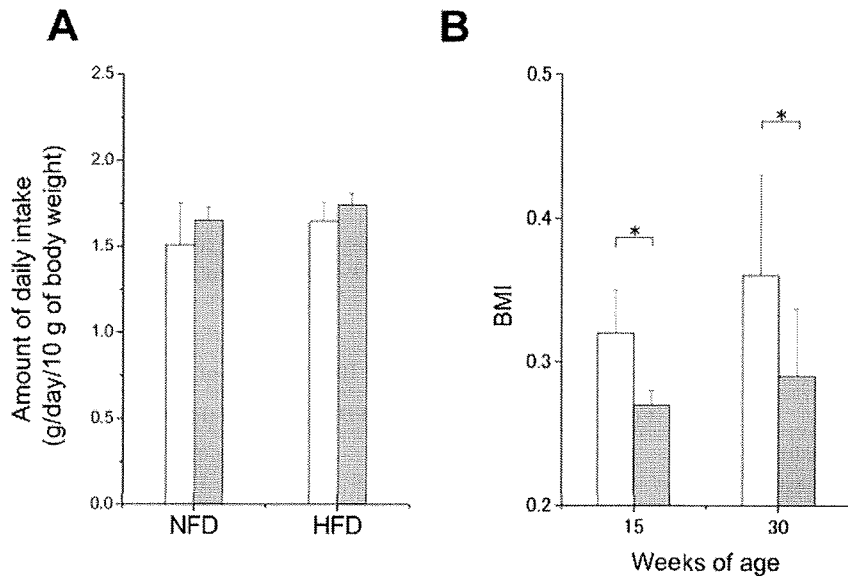 A
Amount of daily intake
(g/day/10 g of body weight)
2.5
2.0
1.5
1.0
0.5
0.0
NFD HFD
B
BMI
0.5
0.4
0.3
0.2
*
*
15 30
Weeks of age